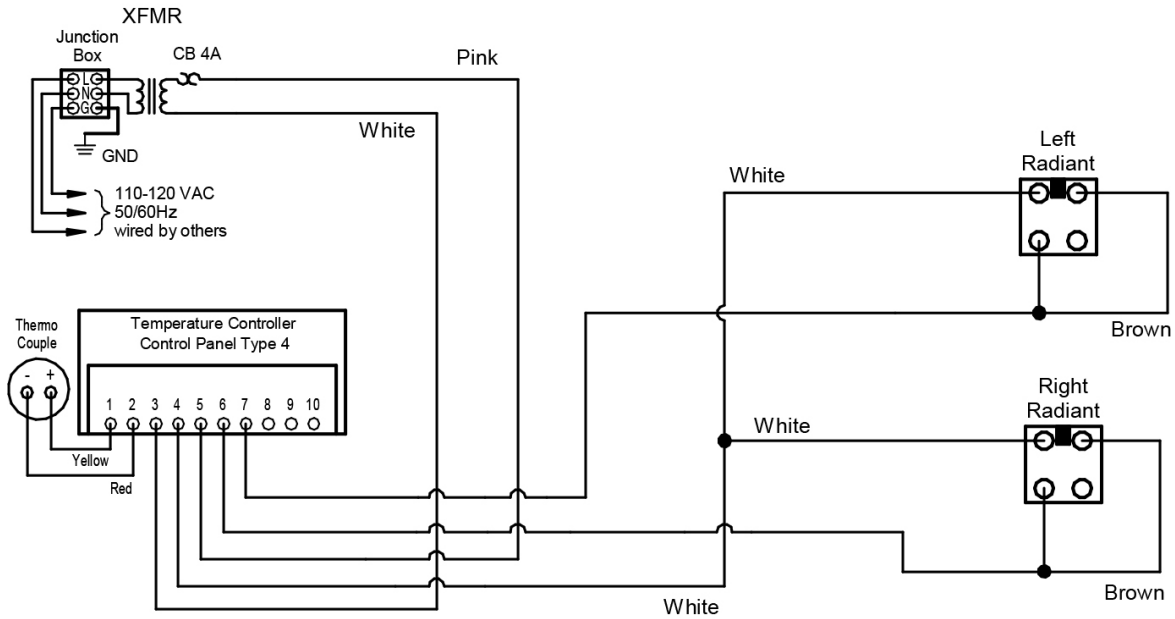 XFMR
Junction
Box
CB 4A
Pink
L
N
G
White
GND
110-120 VAC
50/60Hz
wired by others
Left
Radiant
White
Brown
Thermo
Couple
- +
Temperature Controller
Control Panel Type 4
1 2 3 4 5 6 7 8 9 10
Yellow
Red
Right
Radiant
White
Brown
White